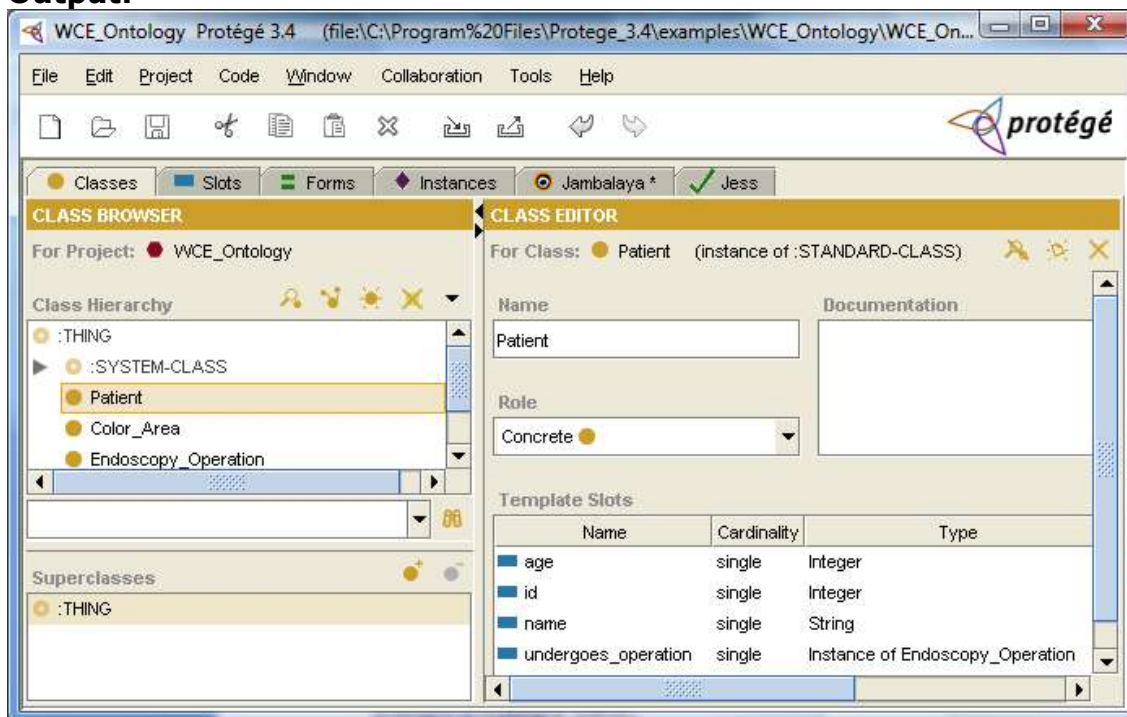 Output:
WCE_Ontology Protégé 3.4 (file:\C:\Program%20Files\Protege_3.4\examples\WCE_Ontology\WCE_On...
File Edit Project Code Window Collaboration Tools Help
protégé
Classes Slots Forms Instances Jambalaya * Jess
CLASS BROWSER
For Project: WCE_Ontology
Class Hierarchy
:THING
:SYSTEM-CLASS
Patient
Color_Area
Endoscopy_Operation
Superclasses
:THING
CLASS EDITOR
For Class: Patient (instance of :STANDARD-CLASS)
Name Documentation
Patient
Role
Concrete
Template Slots
Name Cardinality Type
age single Integer
id single Integer
name single String
undergoes_operation single Instance of Endoscopy_Operation